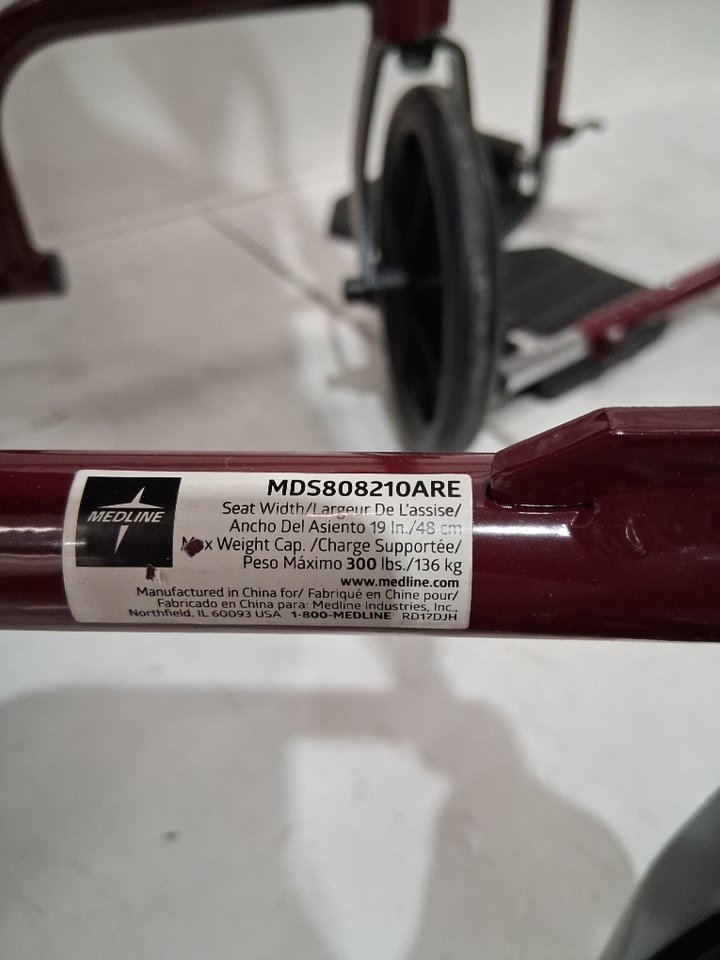 MEDLINE
MDS808210ARE
Seat Width/Largeur De L'assise/
Ancho Del Asiento 19 In./48 cm
Max Weight Cap. /Charge Supportée/
Peso Máximo 300 lbs./136 kg
www.medline.com
Manufactured in China for/ Fabriqué en Chine pour/
Fabricado en China para: Medline Industries, Inc.,
Northfield, IL 60093 USA 1-800-MEDLINE RD17DJH